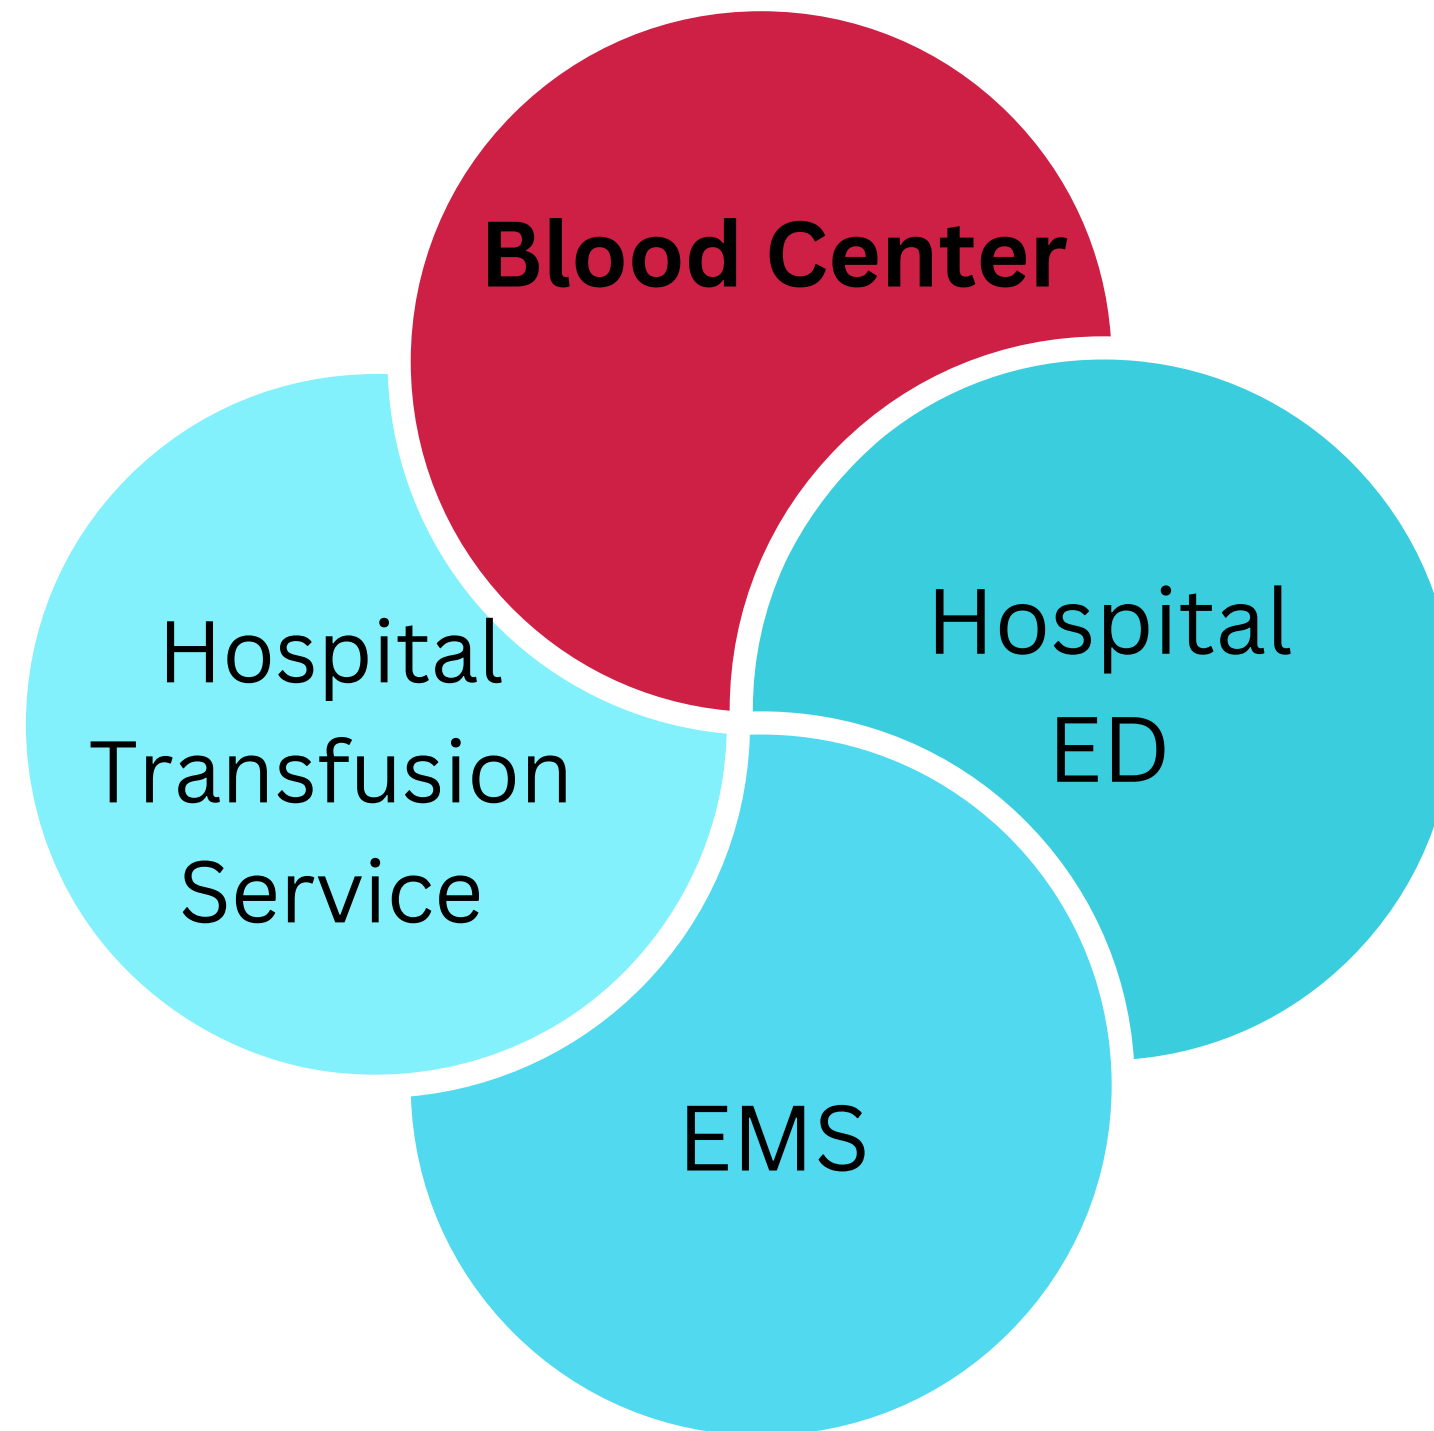 Blood Center
Hospital
ED
Hospital
Transfusion
Service
EMS